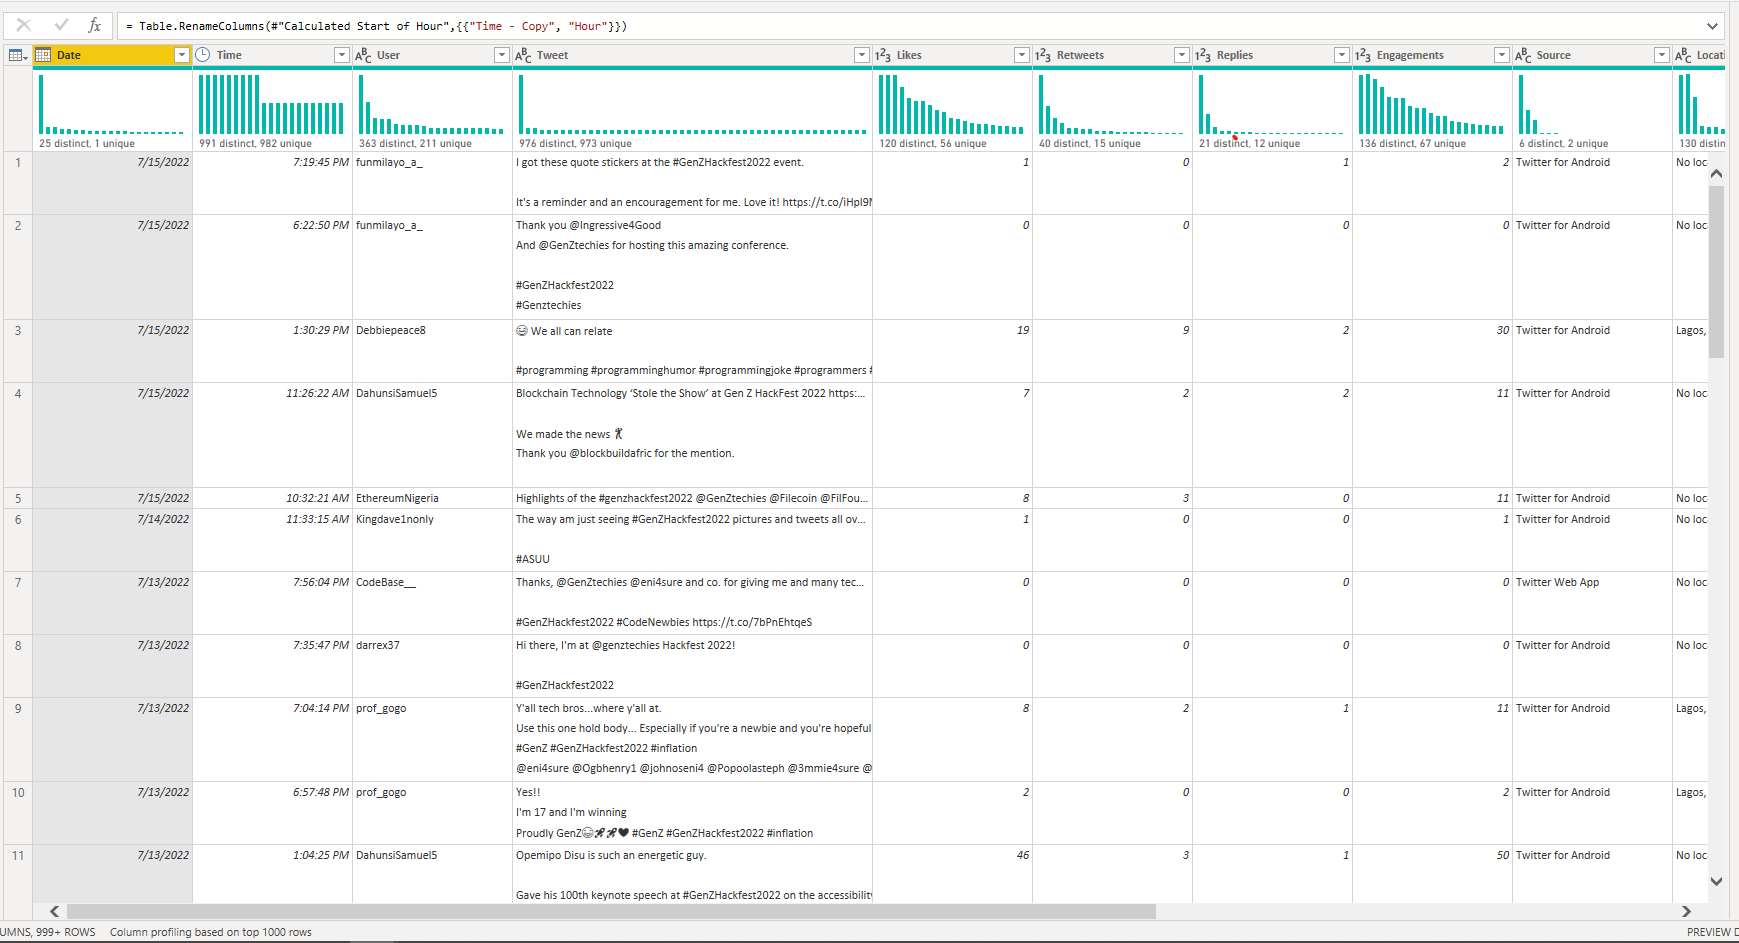 fx = Table.RenameColumns(#"Calculated Start of Hour",{{"Time - Copy", "Hour"}})
Date Time ABC User ABC Tweet 123 Likes 123 Retweets 123 Replies 123 Engagements ABC Source ABC Locati
25 distinct, 1 unique 991 distinct, 982 unique 363 distinct, 211 unique 976 distinct, 973 unique 120 distinct, 56 unique 40 distinct, 15 unique 21 distinct, 12 unique 136 distinct, 67 unique 6 distinct, 2 unique 130 distin
1 7/15/2022 7:19:45 PM funmilayo_a_ I got these quote stickers at the #GenZHackfest2022 event. 1 0 1 2 Twitter for Android No loc
It's a reminder and an encouragement for me. Love it! https://t.co/iHpI9
2 7/15/2022 6:22:50 PM funmilayo_a_ Thank you @Ingressive4Good 0 0 0 0 Twitter for Android No loc
And @GenZtechies for hosting this amazing conference.
#GenZHackfest2022
#Genztechies
3 7/15/2022 1:30:29 PM Debbiepeace8 😂 We all can relate 19 9 2 30 Twitter for Android Lagos,
#programming #programminghumor #programmingjoke #programmers #
4 7/15/2022 11:26:22 AM DahunsiSamuel5 Blockchain Technology ‘Stole the Show’ at Gen Z HackFest 2022 https:... 7 2 2 11 Twitter for Android No loc
We made the news
Thank you @blockbuildafric for the mention.
5 7/15/2022 10:32:21 AM EthereumNigeria Highlights of the #genzhackfest2022 @GenZtechies @Filecoin @FilFou... 8 3 0 11 Twitter for Android No loc
6 7/14/2022 11:33:15 AM Kingdave1nonly The way am just seeing #GenZHackfest2022 pictures and tweets all ov... 1 0 0 1 Twitter for Android No loc
#ASUU
7 7/13/2022 7:56:04 PM CodeBase__ Thanks, @GenZtechies @eni4sure and co. for giving me and many tec... 0 0 0 0 Twitter Web App No loc
#GenZHackfest2022 #CodeNewbies https://t.co/7bPnEhtqeS
8 7/13/2022 7:35:47 PM darrex37 Hi there, I'm at @genztechies Hackfest 2022! 0 0 0 0 Twitter for Android No loc
#GenZHackfest2022
9 7/13/2022 7:04:14 PM prof_gogo Y'all tech bros...where y'all at. 8 2 1 11 Twitter for Android Lagos,
Use this one hold body... Especially if you're a newbie and you're hopeful
#GenZ #GenZHackfest2022 #inflation
@eni4sure @Ogbhenry1 @johnoseni4 @Popoolasteph @3mmie4sure @
10 7/13/2022 6:57:48 PM prof_gogo Yes!! 2 0 0 2 Twitter for Android Lagos,
I'm 17 and I'm winning
Proudly GenZ😂🚀🚀❤ #GenZ #GenZHackfest2022 #inflation
11 7/13/2022 1:04:25 PM DahunsiSamuel5 Opemipo Disu is such an energetic guy. 46 3 1 50 Twitter for Android No loc
Gave his 100th keynote speech at #GenZHackfest2022 on the accessibilit
UMNS, 999+ ROWS Column profiling based on top 1000 rows PREVIEW D